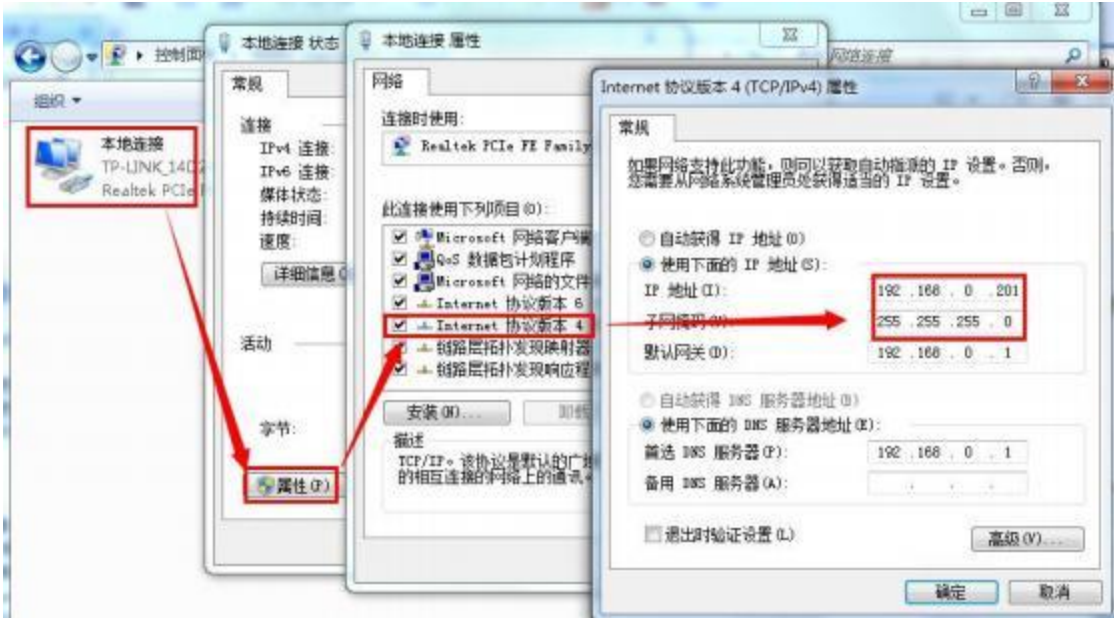 控制面
网络连接
组织
本地连接
TP-LINK_14D2
Realtek PCIe
本地连接 状态
常规
连接
IPv4 连接:
IPv6 连接:
媒体状态:
持续时间:
速度:
详细信息
活动
字节:
属性(P)
本地连接 属性
网络
连接时使用:
Realtek PCIe FE Family
此连接使用下列项目(O):
Microsoft 网络客户端
QoS 数据包计划程序
Microsoft 网络的文件
Internet 协议版本 6
Internet 协议版本 4
链路层拓扑发现映射器
链路层拓扑发现响应程
安装(N)...
卸载
描述
TCP/IP。该协议是默认的广域
的相互连接的网络上的通讯。
Internet 协议版本 4 (TCP/IPv4) 属性
常规
如果网络支持此功能，则可以获取自动指派的 IP 设置。否则，
您需要从网络系统管理员处获得适当的 IP 设置。
自动获得 IP 地址(O)
使用下面的 IP 地址(S):
IP 地址(I): 192 .168 . 0 .201
子网掩码(U): 255 .255 .255 . 0
默认网关(D): 192 .168 . 0 . 1
自动获得 DNS 服务器地址(B)
使用下面的 DNS 服务器地址(E):
首选 DNS 服务器(P): 192 .168 . 0 . 1
备用 DNS 服务器(A): . . .
退出时验证设置(L)
高级(V)...
确定
取消